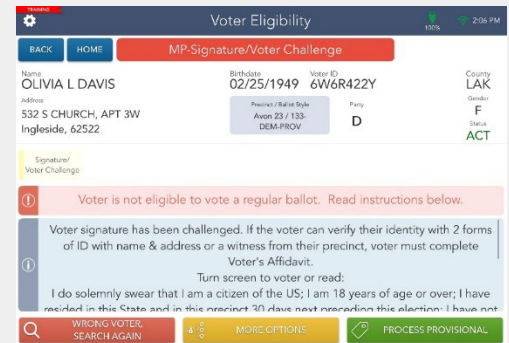 TRAINING
Voter Eligibility
100%
2:06 PM
BACK
HOME
MP-Signature/Voter Challenge
Name
OLIVIA L DAVIS
Birthdate
02/25/1949
Voter ID
6W6R422Y
County
LAK
Address
532 S CHURCH, APT 3W
Ingleside, 62522
Precinct / Ballot Style
Avon 23 / 133-
DEM-PROV
Party
D
Gender
F
Status
ACT
Signature/
Voter Challenge
Voter is not eligible to vote a regular ballot. Read instructions below.
Voter signature has been challenged. If the voter can verify their identity with 2 forms
of ID with name & address or a witness from their precinct, voter must complete
Voter's Affidavit.
Turn screen to voter or read:
I do solemnly swear that I am a citizen of the US; I am 18 years of age or over; I have
resided in this State and in this precinct 30 days next preceding this election; I have not
WRONG VOTER,
SEARCH AGAIN
MORE OPTIONS
PROCESS PROVISIONAL